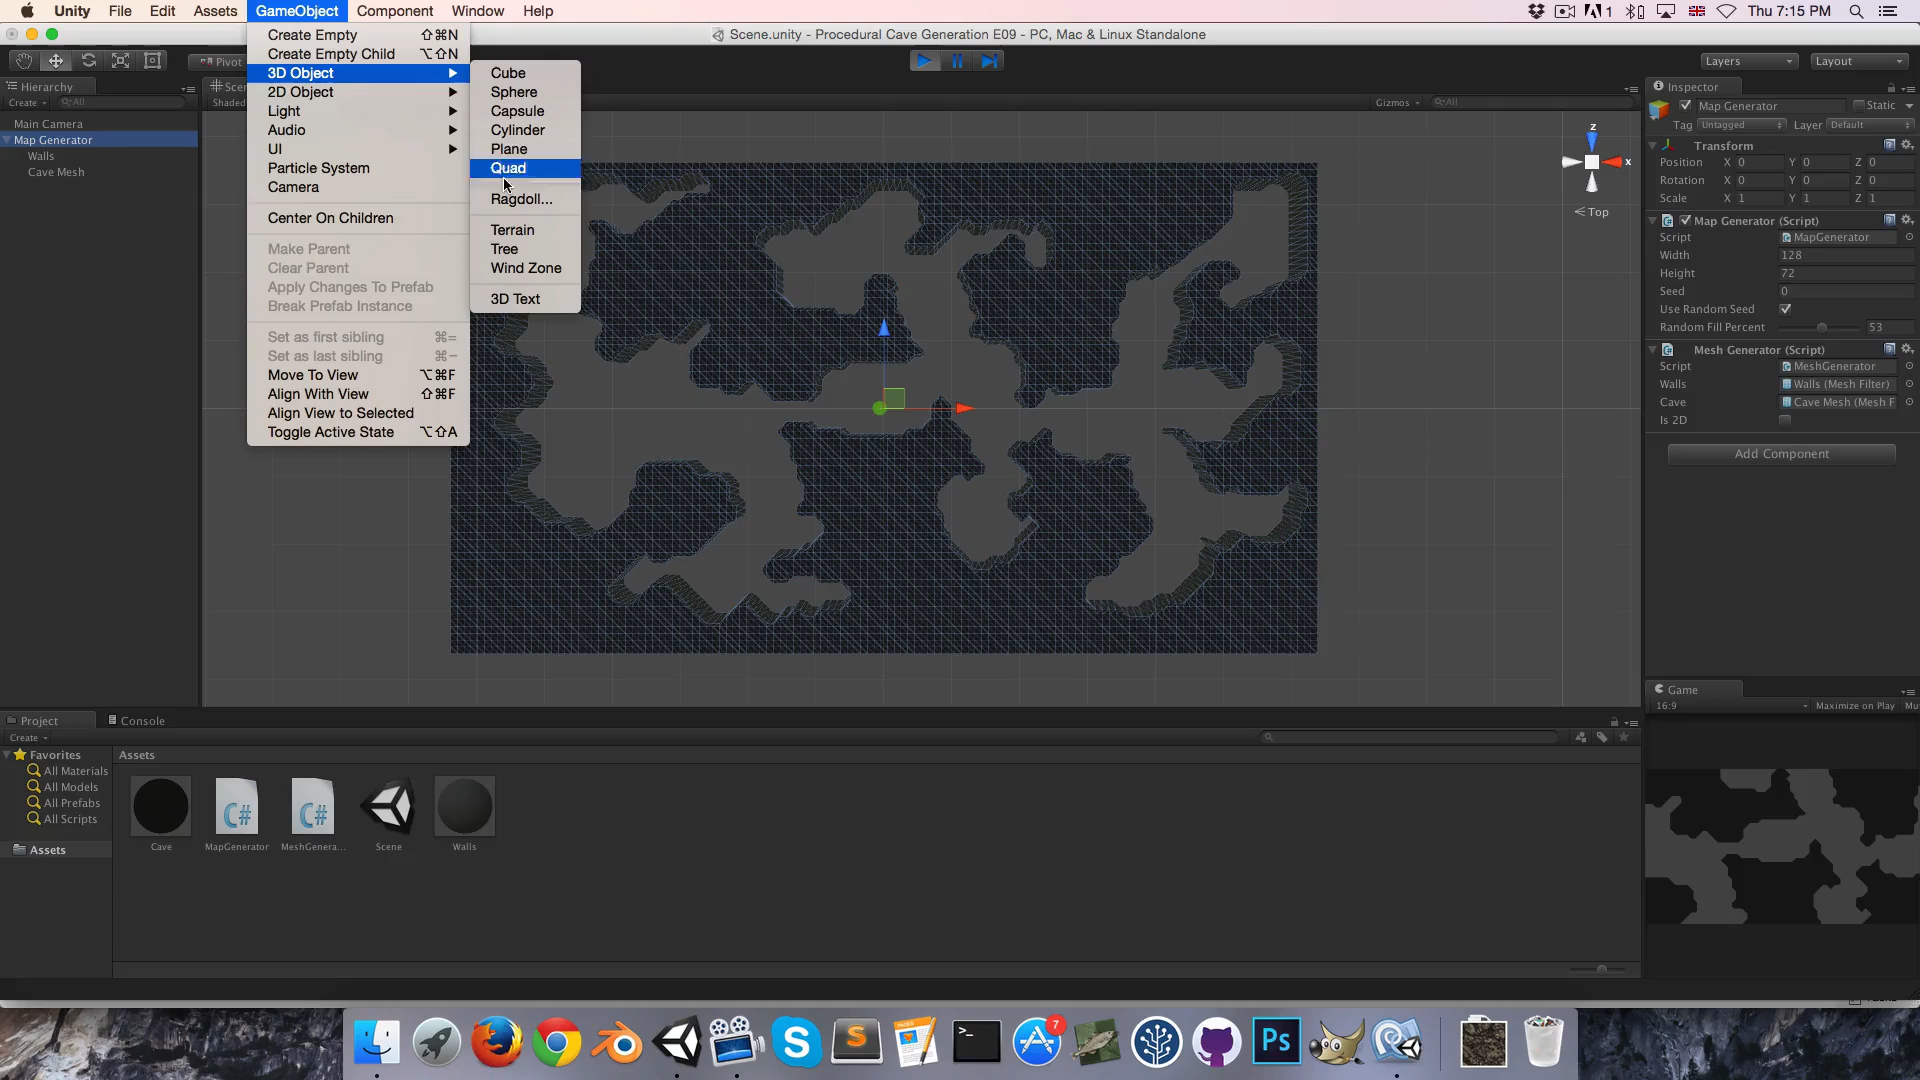 Unity File Edit Assets GameObject Component Window Help
1 Thu 7:15 PM
Scene.unity - Procedural Cave Generation E09 - PC, Mac & Linux Standalone
Pivot
Layers Layout
Hierarchy
Create All
Main Camera
Map Generator
Walls
Cave Mesh
Shaded
Gizmos All
Create Empty ⇧⌘N
Create Empty Child ⌥⇧N
3D Object
2D Object
Light
Audio
UI
Particle System
Camera
Center On Children
Make Parent
Clear Parent
Apply Changes To Prefab
Break Prefab Instance
Set as first sibling ⌘=
Set as last sibling ⌘-
Move To View ⌥⌘F
Align With View ⇧⌘F
Align View to Selected
Toggle Active State ⌥⇧A
Cube
Sphere
Capsule
Cylinder
Plane
Quad
Ragdoll...
Terrain
Tree
Wind Zone
3D Text
z
x
Top
Inspector
Map Generator Static
Tag Untagged Layer Default
Transform
Position X 0 Y 0 Z 0
Rotation X 0 Y 0 Z 0
Scale X 1 Y 1 Z 1
Map Generator (Script)
Script MapGenerator
Width 128
Height 72
Seed 0
Use Random Seed
Random Fill Percent 53
Mesh Generator (Script)
Script MeshGenerator
Walls Walls (Mesh Filter)
Cave Cave Mesh (Mesh F
Is 2D
Add Component
Game
16:9 Maximize on Play Mu
Project Console
Create
Favorites
All Materials
All Models
All Prefabs
All Scripts
Assets
Assets
Cave MapGenerator MeshGenera... Scene Walls
C# C#
PAGES
7
Ps